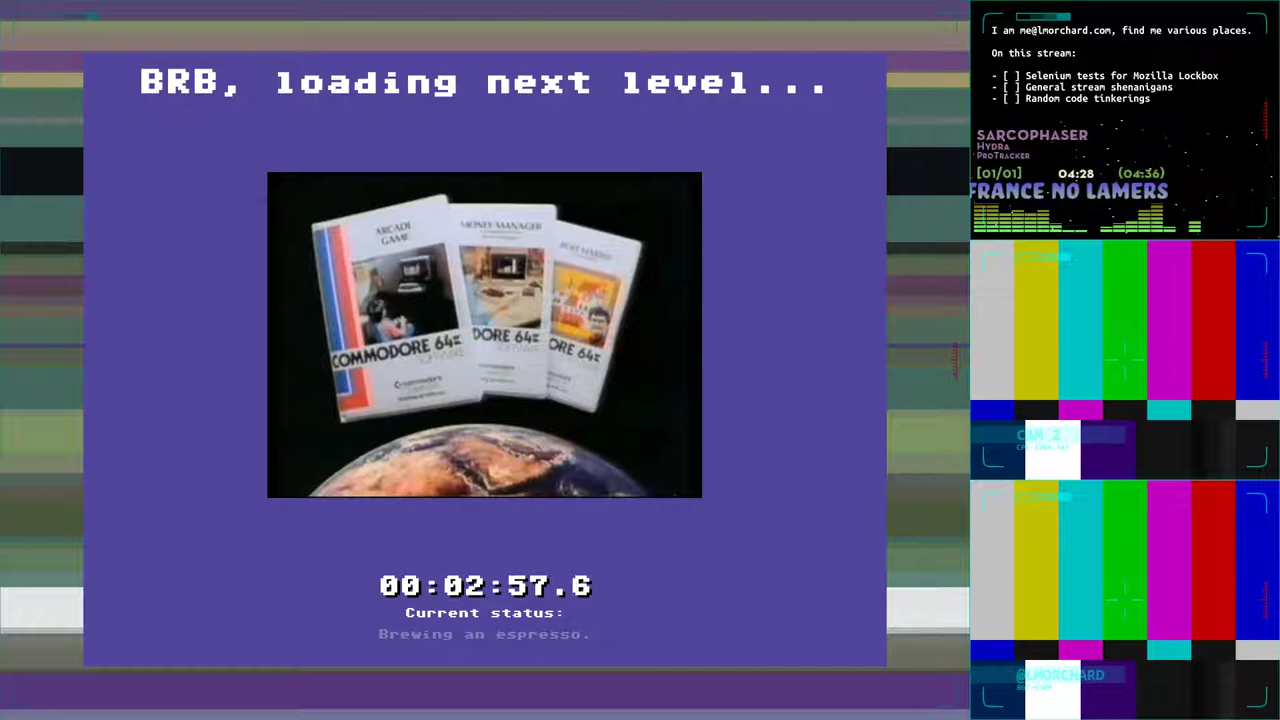 BRB, loading next level...
ARCADE
GAME
MONEY MANAGER
COMMODORE 64
DORE 64
ORE 64
SOFTWARE
00:02:57.6
Current status:
Brewing an espresso.
I am me@lmorchard.com, find me various places.
On this stream:
- [ ] Selenium tests for Mozilla Lockbox
- [ ] General stream shenanigans
- [ ] Random code tinkerings
SARCOPHASER
HYDRA
PROTRACKER
[01/01] 04:28 (04:36)
FRANCE NO LAMERS
CAM 2
@LMORCHARD